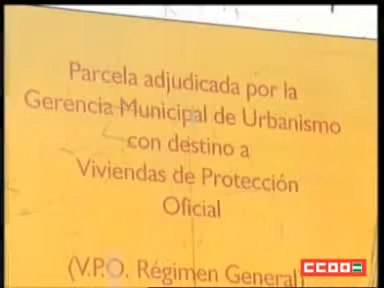 Parcela adjudicada por la
Gerencia Municipal de Urbanismo
con destino a
Viviendas de Protección
Oficial
(V.P.O. Régimen General)
CCOO